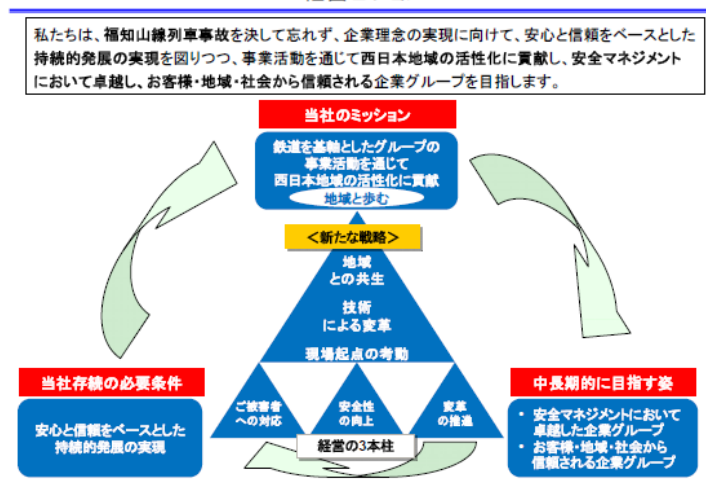 私たちは、福知山線列車事故を決して忘れず、企業理念の実現に向けて、安心と信頼をベースとした
持続的発展の実現を図りつつ、事業活動を通じて西日本地域の活性化に貢献し、安全マネジメント
において卓越し、お客様・地域・社会から信頼される企業グループを目指します。
当社のミッション
鉄道を基軸としたグループの
事業活動を通じて
西日本地域の活性化に貢献
地域と歩む
＜新たな戦略＞
地域
との共生
技術
による変革
現場起点の考動
当社存続の必要条件
安心と信頼をベースとした
持続的発展の実現
ご被害者
への対応
安全性
の向上
変革
の推進
経営の3本柱
中長期的に目指す姿
• 安全マネジメントにおいて
卓越した企業グループ
• お客様・地域・社会から
信頼される企業グループ